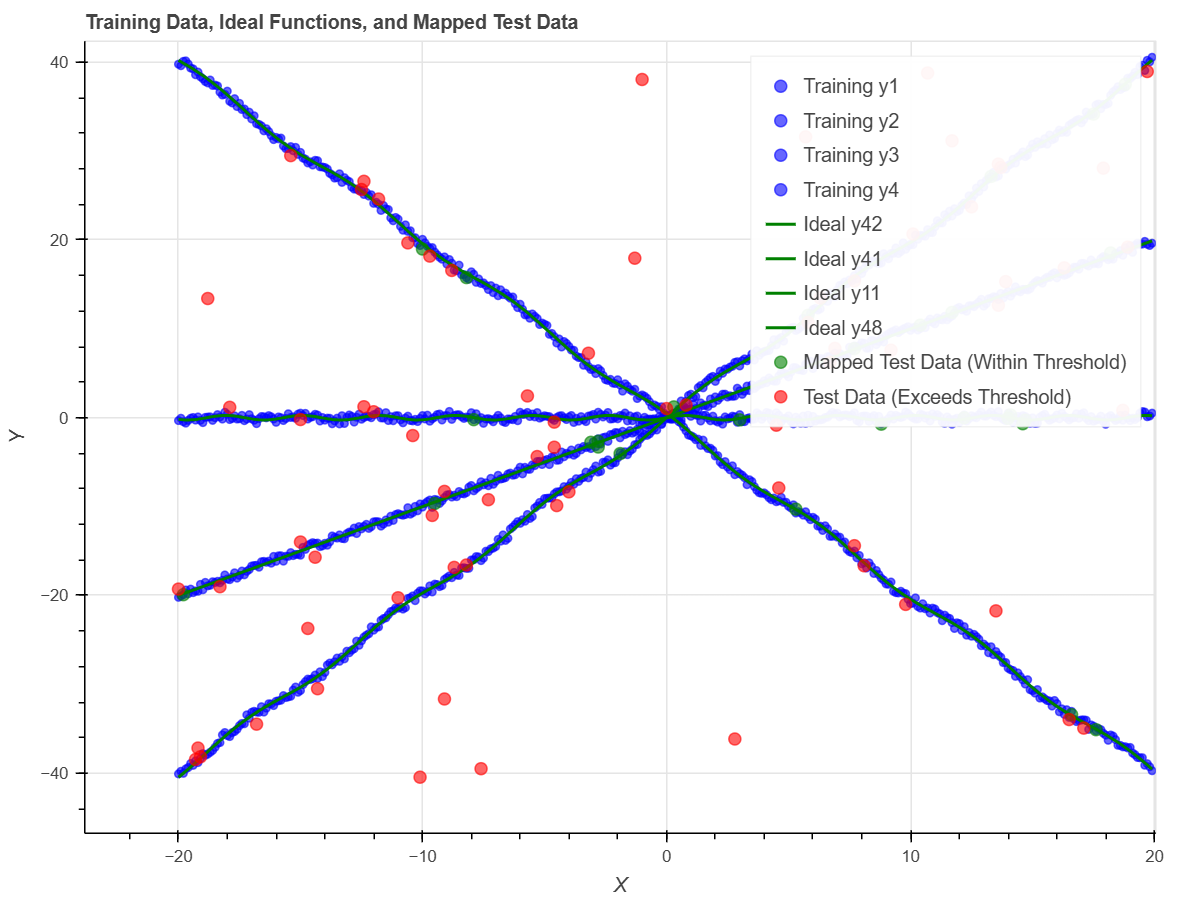 Training Data, Ideal Functions, and Mapped Test Data
40
20
0
−20
−40
Y
Training y1
Training y2
Training y3
Training y4
Ideal y42
Ideal y41
Ideal y11
Ideal y48
Mapped Test Data (Within Threshold)
Test Data (Exceeds Threshold)
−20 −10 0 10 20
X